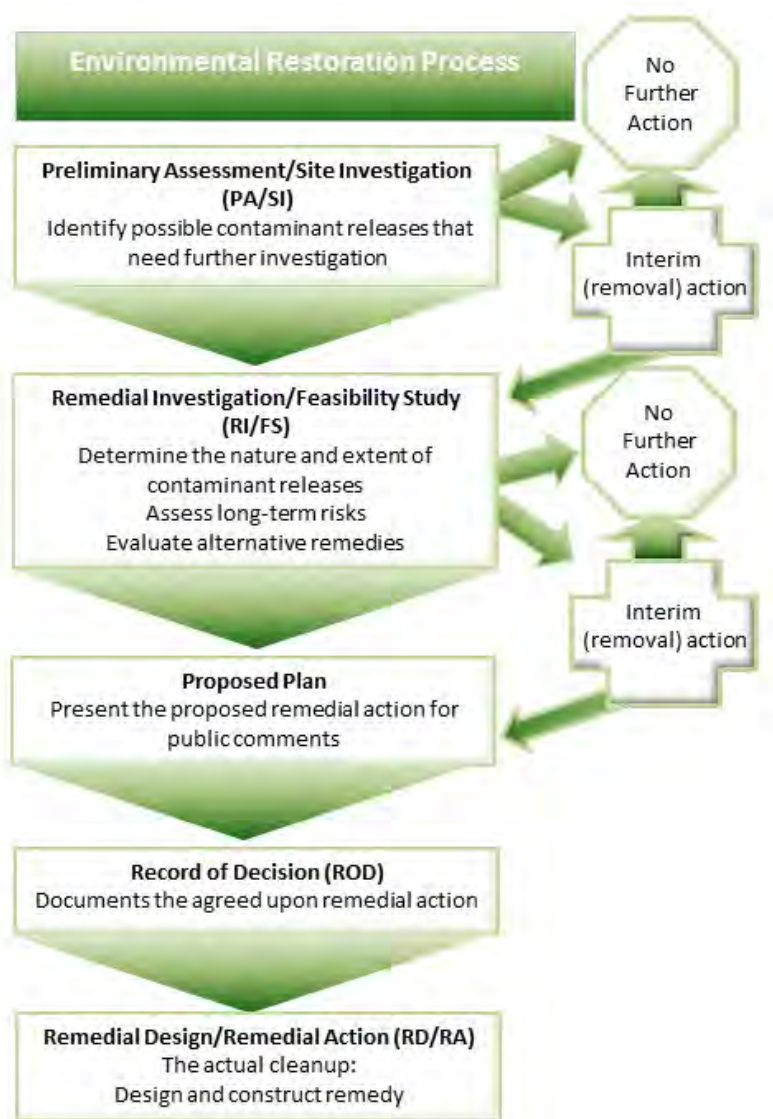 Environmental Restoration Process
No
Further
Action
Preliminary Assessment/Site Investigation
(PA/SI)
Identify possible contaminant releases that
need further investigation
Interim
(removal) action
Remedial Investigation/Feasibility Study
(RI/FS)
Determine the nature and extent of
contaminant releases
Assess long-term risks
Evaluate alternative remedies
No
Further
Action
Interim
(removal) action
Proposed Plan
Present the proposed remedial action for
public comments
Record of Decision (ROD)
Documents the agreed upon remedial action
Remedial Design/Remedial Action (RD/RA)
The actual cleanup:
Design and construct remedy